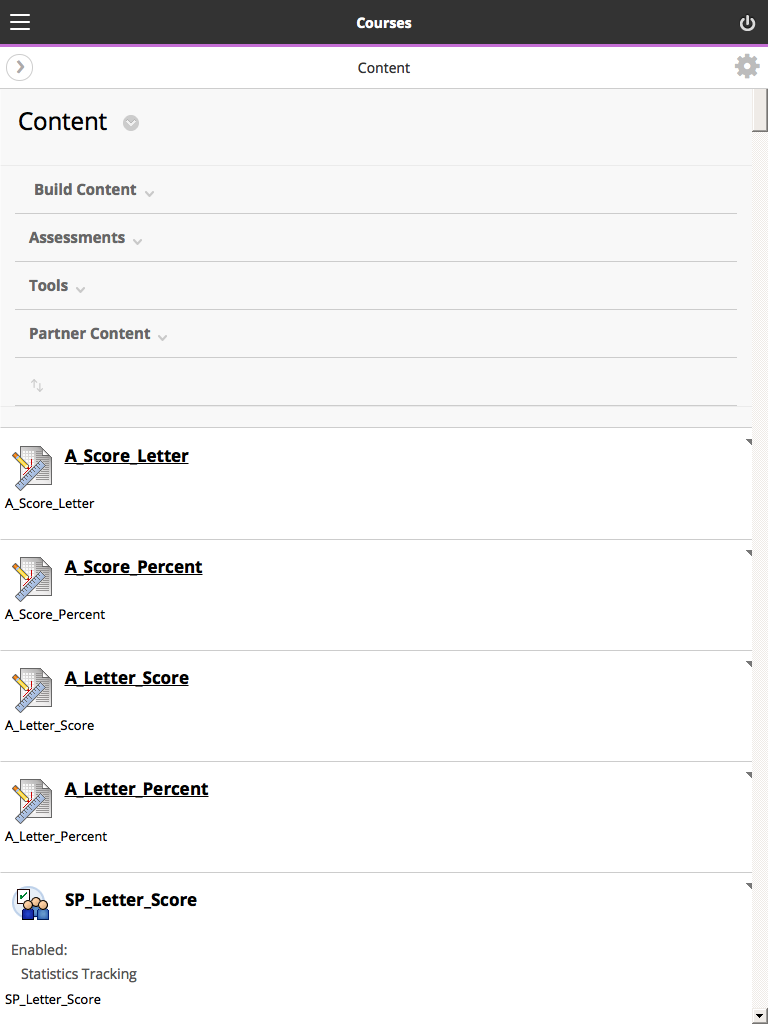 Courses
Content
Content
Build Content
Assessments
Tools
Partner Content
A_Score_Letter
A_Score_Letter
A_Score_Percent
A_Score_Percent
A_Letter_Score
A_Letter_Score
A_Letter_Percent
A_Letter_Percent
SP_Letter_Score
Enabled:
Statistics Tracking
SP_Letter_Score